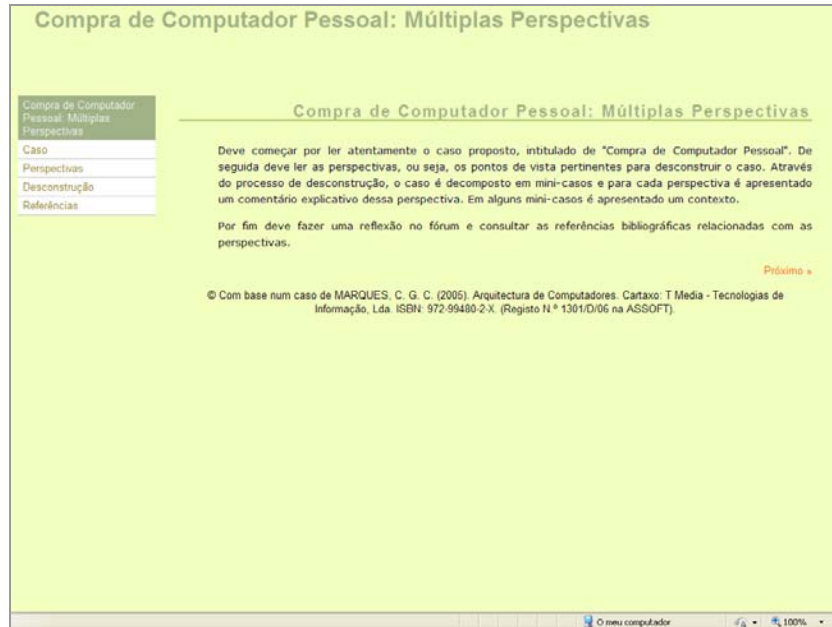 Compra de Computador Pessoal: Múltiplas Perspectivas
Compra de Computador
Pessoal: Múltiplas
Perspectivas
Caso
Perspectivas
Desconstrução
Referências
Compra de Computador Pessoal: Múltiplas Perspectivas
Deve começar por ler atentamente o caso proposto, intitulado de "Compra de Computador Pessoal". De
seguida deve ler as perspectivas, ou seja, os pontos de vista pertinentes para desconstruir o caso. Através
do processo de desconstrução, o caso é decomposto em mini-casos e para cada perspectiva é apresentado
um comentário explicativo dessa perspectiva. Em alguns mini-casos é apresentado um contexto.
Por fim deve fazer uma reflexão no fórum e consultar as referências bibliográficas relacionadas com as
perspectivas.
Próximo »
© Com base num caso de MARQUES, C. G. C. (2005). Arquitectura de Computadores. Cartaxo: T Media - Tecnologias de
Informação, Lda. ISBN: 972-99480-2-X. (Registo N.º 1301/D/06 na ASSOFT).
O meu computador
100%